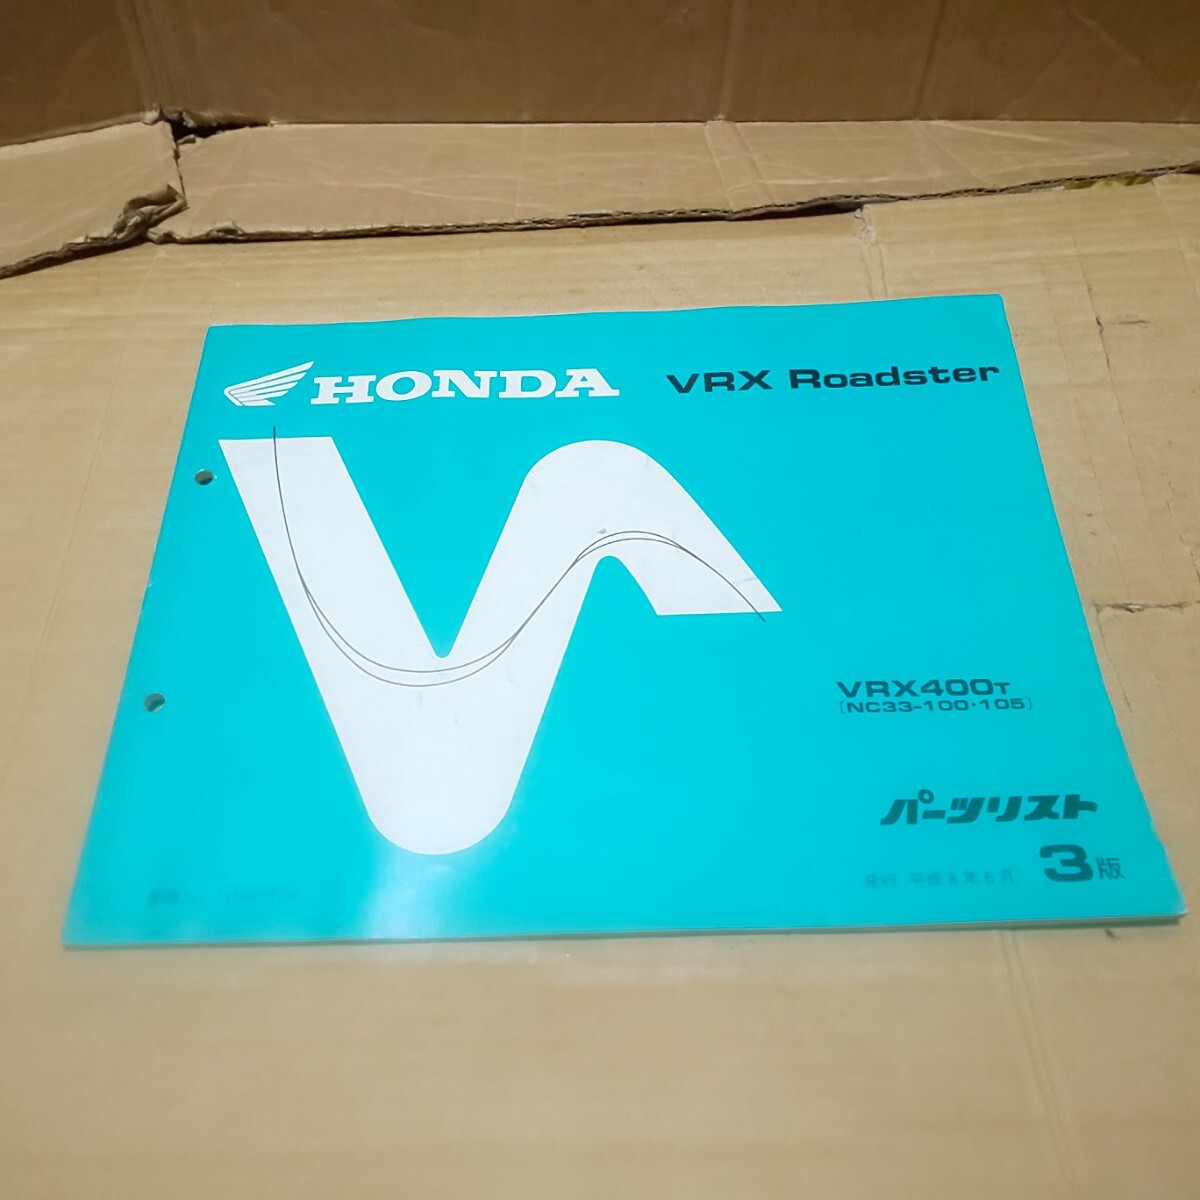 HONDA
VRX Roadster
VRX400T
(NC33-100・105)
パーツリスト
発行 平成8年6月 3版